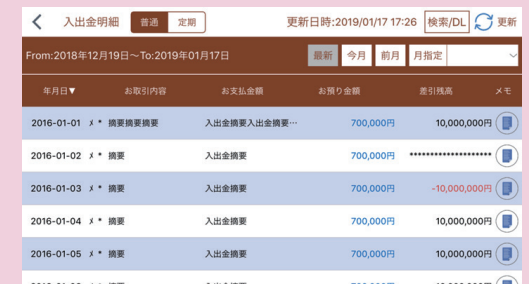 入出金明細 普通 定期 更新日時:2019/01/17 17:26 検索/DL 更新
From:2018年12月19日～To:2019年01月17日 最新 今月 前月 月指定
年月日▼ お取引内容 お支払金額 お預り金額 差引残高 メモ
2016-01-01 〆 * 摘要摘要摘要 入出金摘要入出金摘要… 700,000円 10,000,000円
2016-01-02 〆 * 摘要 入出金摘要 700,000円 *******************
2016-01-03 〆 * 摘要 入出金摘要 700,000円 -10,000,000円
2016-01-04 〆 * 摘要 入出金摘要 700,000円 10,000,000円
2016-01-05 〆 * 摘要 入出金摘要 700,000円 10,000,000円